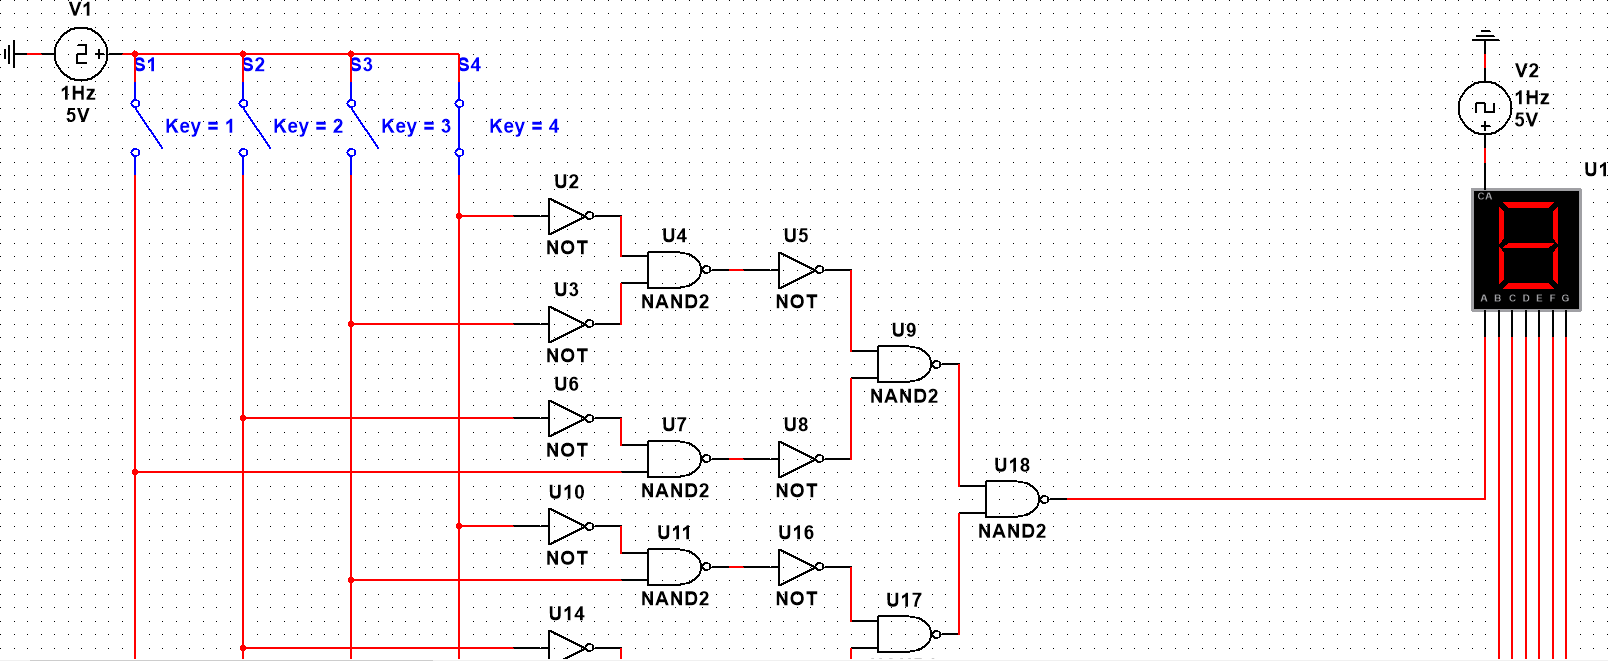 V1
1Hz
5V
S1
S2
S3
S4
Key = 1
Key = 2
Key = 3
Key = 4
V2
1Hz
5V
U1
CA
A B C D E F G
U2
NOT
U4
NAND2
U5
NOT
U3
NOT
U9
NAND2
U6
NOT
U7
NAND2
U8
NOT
U18
NAND2
U10
NOT
U11
NAND2
U16
NOT
U17
U14